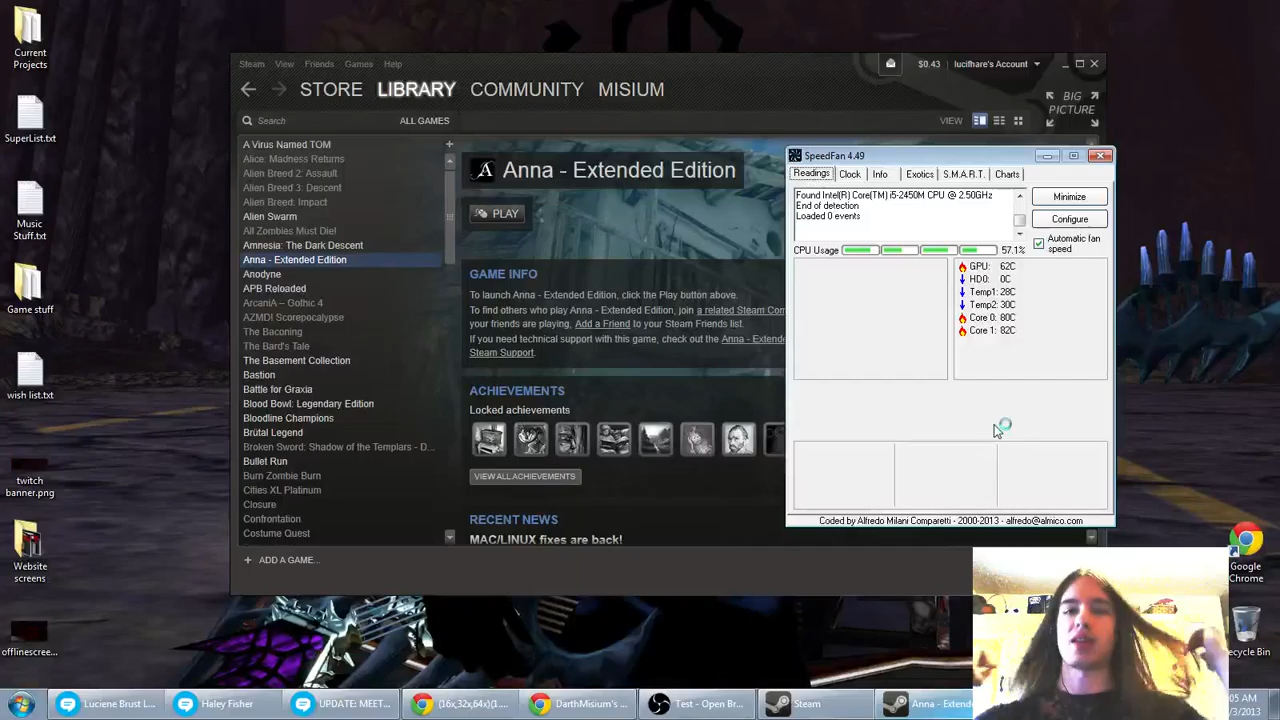 Current
Projects
SuperList.txt
Music
Stuff.txt
Game stuff
wish list.txt
twitch
banner.png
Website
screens
offlinescree...
Steam View Friends Games Help
$0.43 lucifhare's Account
STORE LIBRARY COMMUNITY MISIUM
BIG
PICTURE
Search ALL GAMES VIEW
A Virus Named TOM
Alice: Madness Returns
Alien Breed 2: Assault
Alien Breed 3: Descent
Alien Breed: Impact
Alien Swarm
All Zombies Must Die!
Amnesia: The Dark Descent
Anna - Extended Edition
Anodyne
APB Reloaded
ArcaniA – Gothic 4
AZMDI Scorepocalypse
The Baconing
The Bard's Tale
The Basement Collection
Bastion
Battle for Graxia
Blood Bowl: Legendary Edition
Bloodline Champions
Brütal Legend
Broken Sword: Shadow of the Templars - D...
Bullet Run
Burn Zombie Burn
Cities XL Platinum
Closure
Confrontation
Costume Quest
+ ADD A GAME...
Anna - Extended Edition
PLAY
GAME INFO
To launch Anna - Extended Edition, click the Play button above.
To find others who play Anna - Extended Edition, run a related Steam Com
your friends are playing, Add a Friend to your Steam Friends list.
If you need technical support with this game, check out the Anna - Extende
Steam Support.
ACHIEVEMENTS
Locked achievements
VIEW ALL ACHIEVEMENTS
RECENT NEWS
MAC/LINUX fixes are back!
SpeedFan 4.49
Readings Clock Info Exotics S.M.A.R.T. Charts
Found Intel(R) Core(TM) i5-2450M CPU @ 2.50GHz
End of detection
Loaded 0 events
Minimize
Configure
CPU Usage 57.1%
Automatic fan
speed
GPU: 62C
HD0: 0C
Temp1: 28C
Temp2: 30C
Core 0: 80C
Core 1: 82C
Coded by Alfredo Milani Comparetti - 2000-2013 - alfredo@almico.com
Google
Chrome
ecycle Bin
Luciene Brust L...
Haley Fisher
UPDATE: MEET...
(16x,32x,64x)(1....
DarthMisium's ...
Test - Open Br...
Steam
Anna - Extend
:05 AM
/3/2013